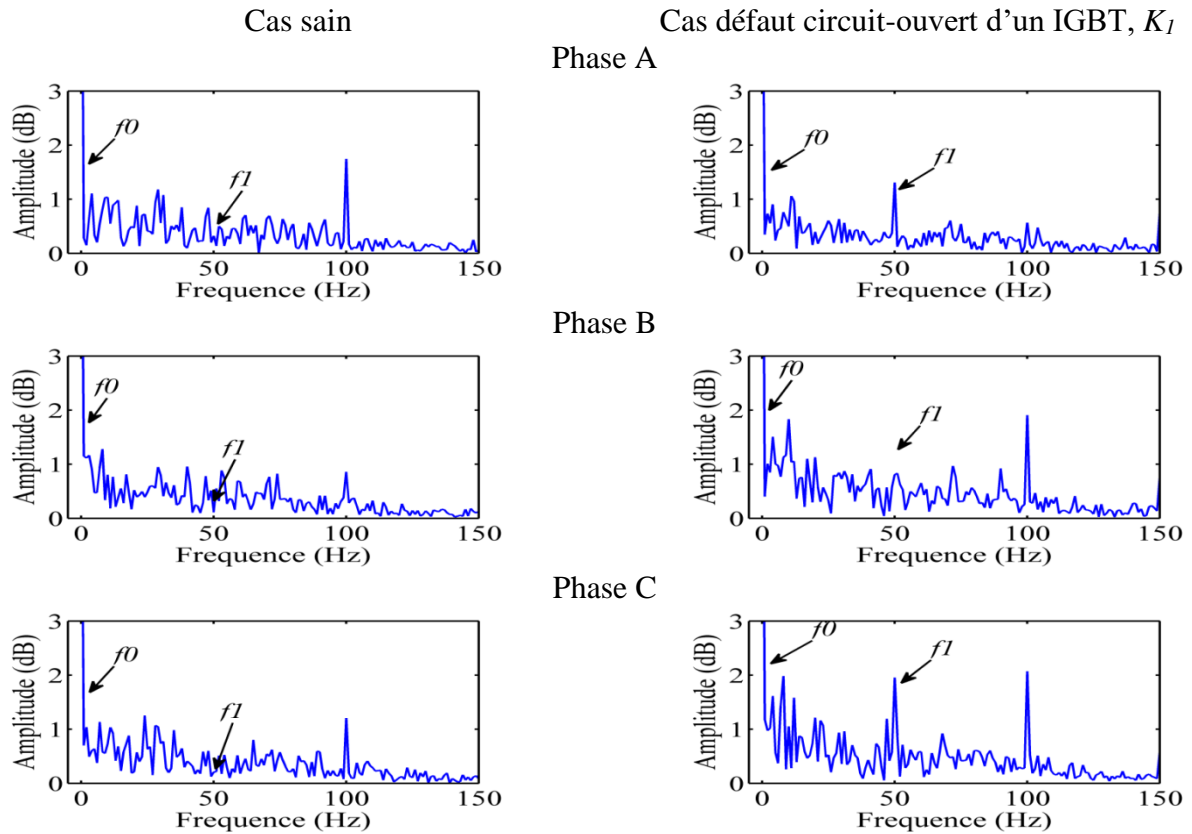 Cas sain
Cas défaut circuit-ouvert d'un IGBT, K1
Phase A
Amplitude (dB)
3
2
1
0
f0
f1
0 50 100 150
Frequence (Hz)
Amplitude (dB)
3
2
1
0
f0
f1
0 50 100 150
Frequence (Hz)
Phase B
Amplitude (dB)
3
2
1
0
f0
f1
0 50 100 150
Frequence (Hz)
Amplitude (dB)
3
2
1
0
f0
f1
0 50 100 150
Frequence (Hz)
Phase C
Amplitude (dB)
3
2
1
0
f0
f1
0 50 100 150
Frequence (Hz)
Amplitude (dB)
3
2
1
0
f0
f1
0 50 100 150
Frequence (Hz)